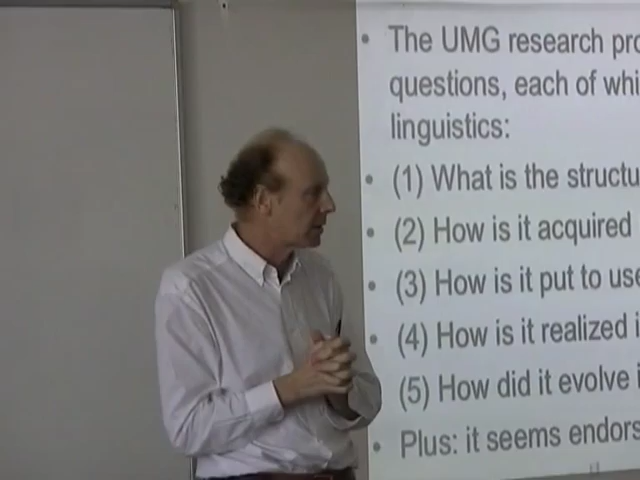 • The UMG research pro
questions, each of whi
linguistics:
• (1) What is the structu
• (2) How is it acquired
• (3) How is it put to use
• (4) How is it realized i
(5) How did it evolve i
• Plus: it seems endors